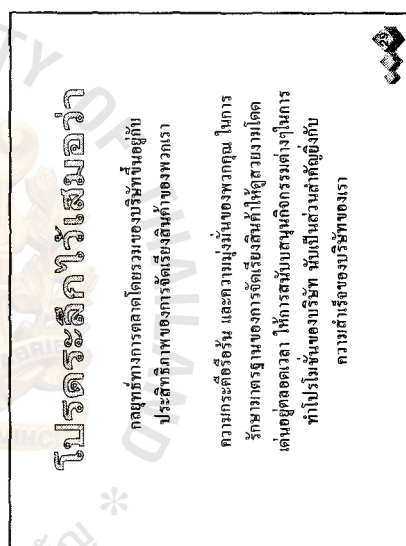 โปรดระลึกไว้เสมอว่า
กลยุทธ์ทางการตลาดโดยรวมของบริษัทขึ้นอยู่กับ
ประสิทธิภาพของการจัดเรียงสินค้าของพวกเรา
ความกระตือรือร้น และความมุ่งมั่นของพวกคุณ ในการ
รักษามาตรฐานของการจัดเรียงสินค้าให้ดูสวยงามโดด
เด่นอยู่ตลอดเวลา ให้การสนับสนุนกิจกรรมต่างๆในการ
ทำโปรโมชั่นของบริษัท นับเป็นส่วนสำคัญยิ่งกับ
ความสำเร็จของบริษัทของเรา
29